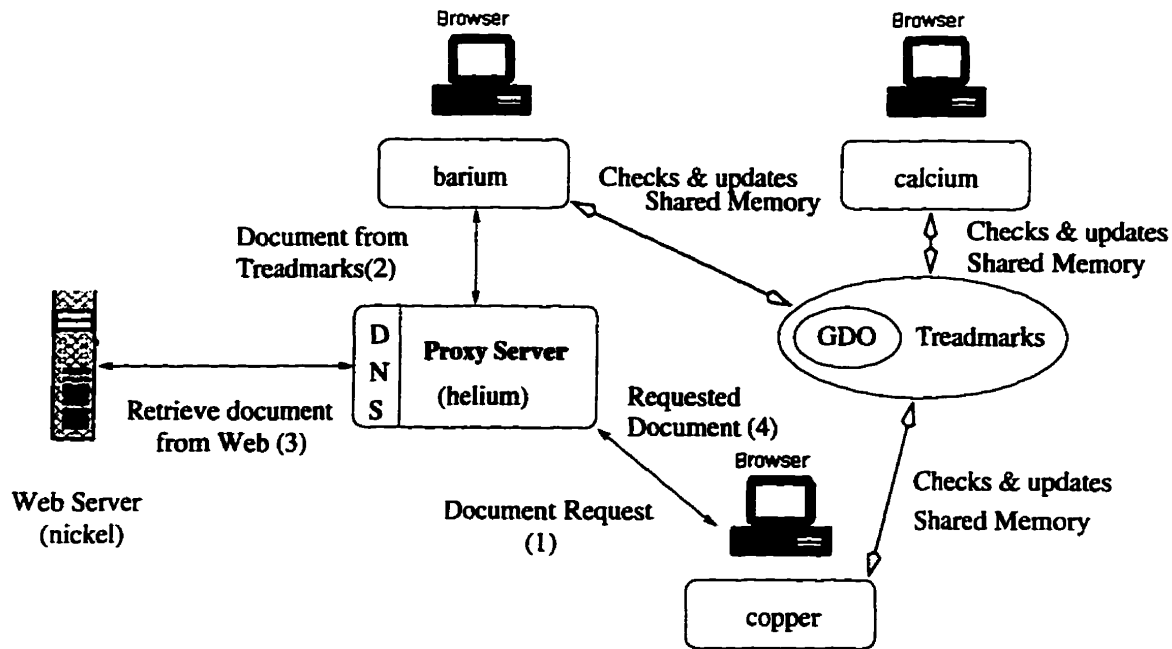 Browser
Browser
barium
calcium
Checks & updates
Shared Memory
Checks & updates
Shared Memory
Document from
Treadmarks(2)
D
N
S
Proxy Server
(helium)
GDO
Treadmarks
Retrieve document
from Web (3)
Requested
Document (4)
Browser
Web Server
(nickel)
Document Request
(1)
Checks & updates
Shared Memory
copper